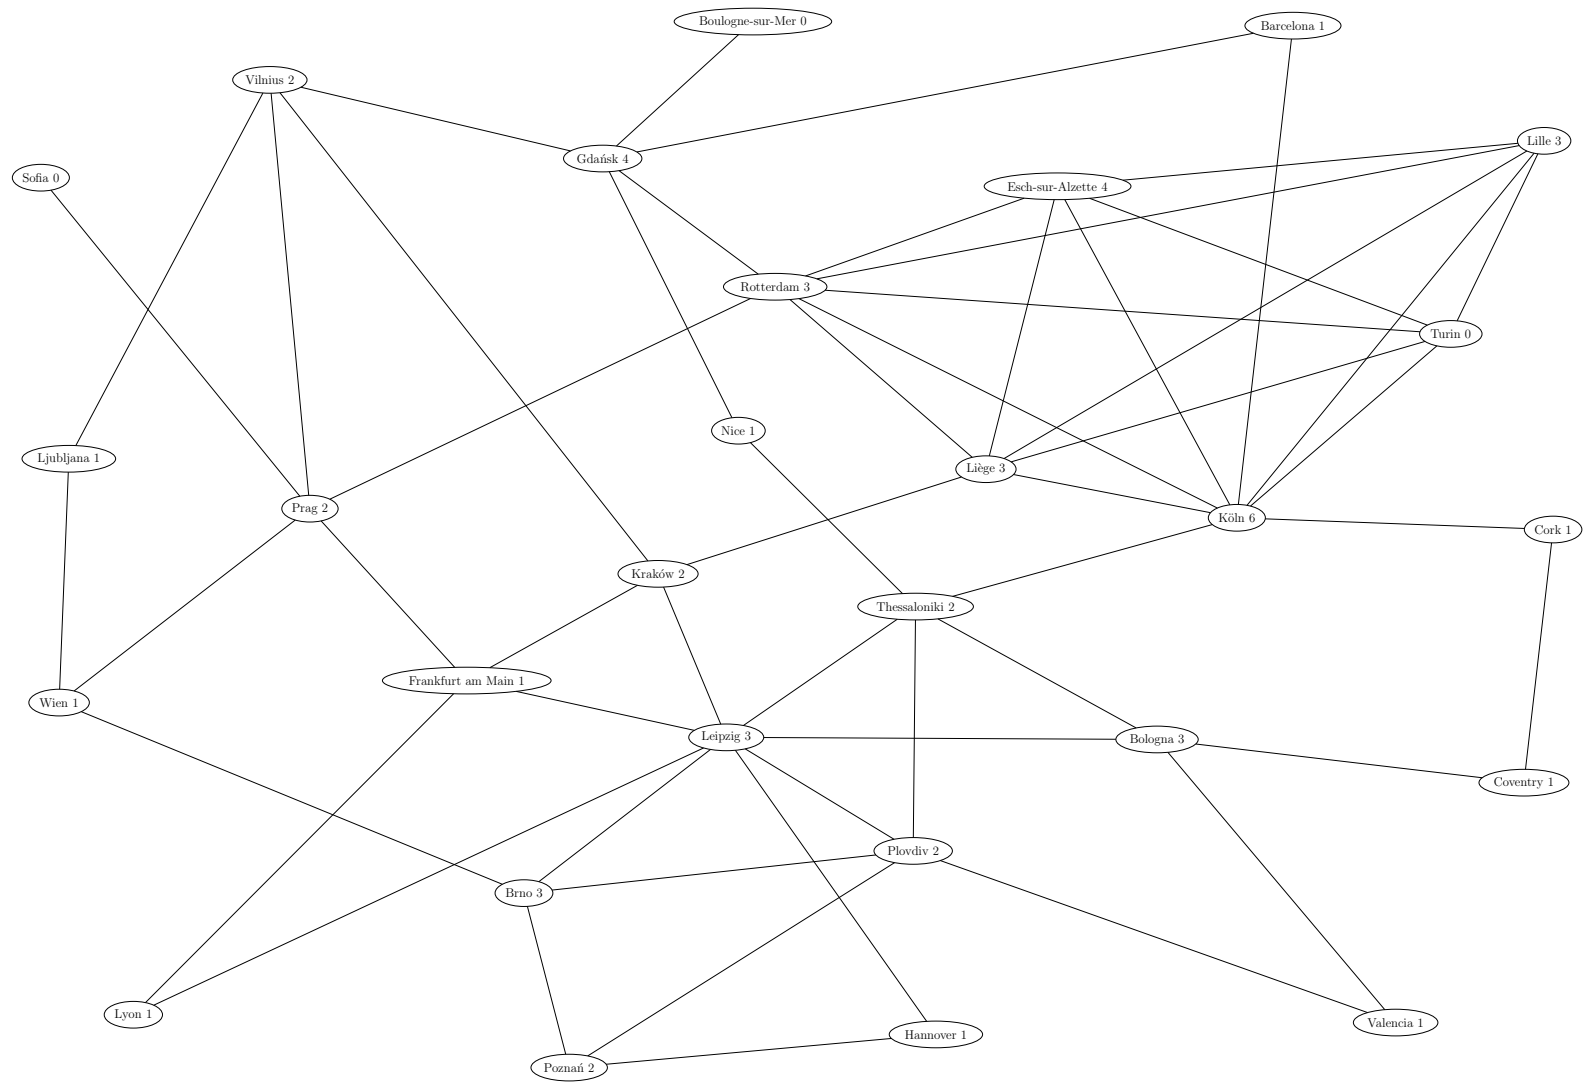 Boulogne-sur-Mer 0
Barcelona 1
Vilnius 2
Lille 3
Gdańsk 4
Sofia 0
Esch-sur-Alzette 4
Rotterdam 3
Turin 0
Nice 1
Ljubljana 1
Liège 3
Prag 2
Köln 6
Cork 1
Kraków 2
Thessaloniki 2
Frankfurt am Main 1
Wien 1
Leipzig 3
Bologna 3
Coventry 1
Plovdiv 2
Brno 3
Lyon 1
Valencia 1
Hannover 1
Poznań 2